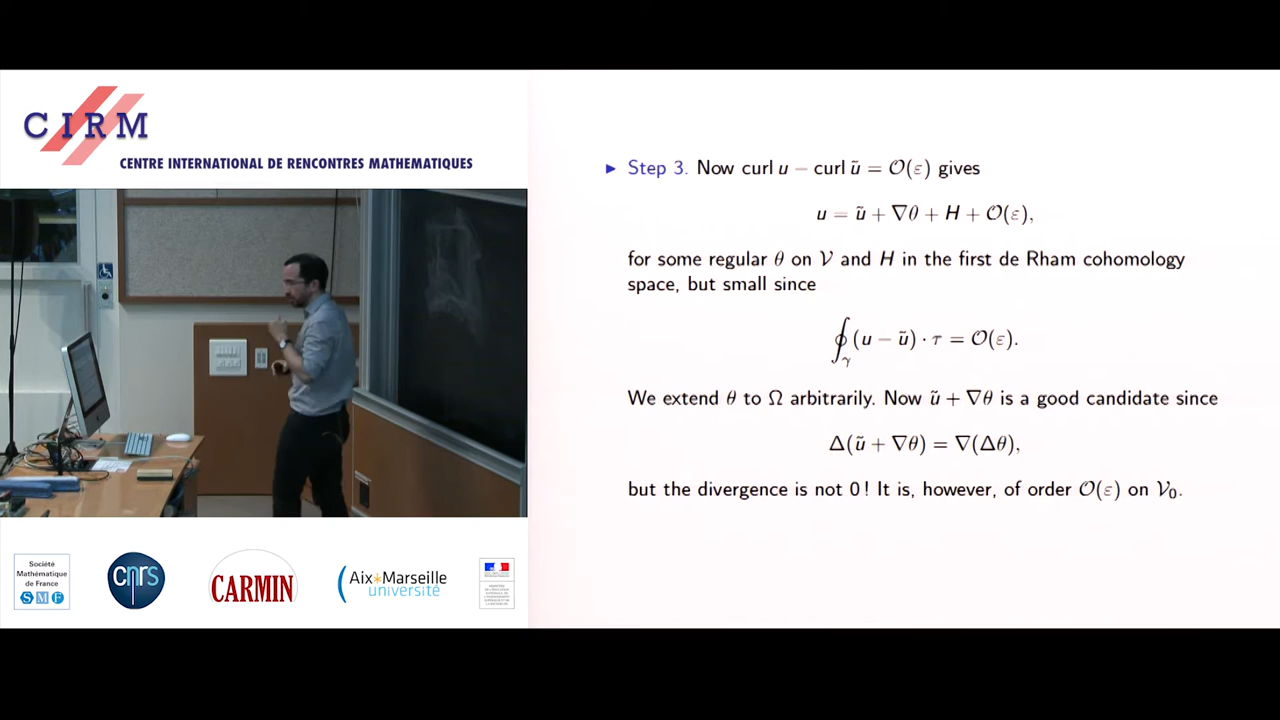 CIRM
CENTRE INTERNATIONAL DE RENCONTRES MATHEMATIQUES
► Step 3. Now curl u − curl ũ = 𝒪(ε) gives
u = ũ + ∇θ + H + 𝒪(ε),
for some regular θ on 𝒱 and H in the first de Rham cohomology
space, but small since
∮_γ (u − ũ) · τ = 𝒪(ε).
We extend θ to Ω arbitrarily. Now ũ + ∇θ is a good candidate since
Δ(ũ + ∇θ) = ∇(Δθ),
but the divergence is not 0 ! It is, however, of order 𝒪(ε) on 𝒱₀.
Société
Mathématique
de France
SMF
cnrs
CARMIN
Aix*Marseille
université